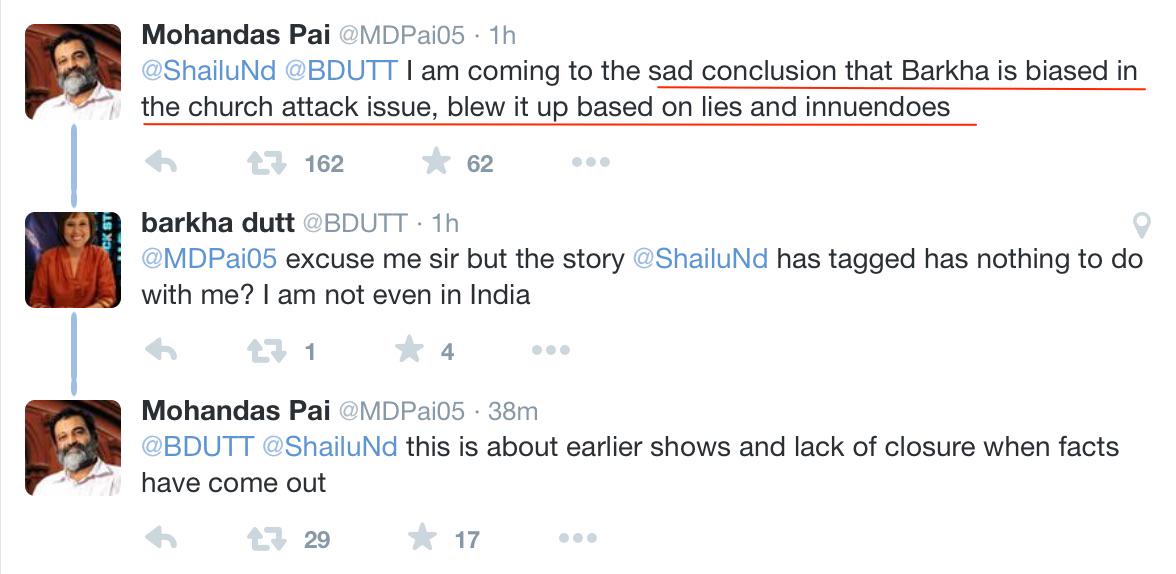 Mohandas Pai @MDPai05 · 1h
@ShailuNd @BDUTT I am coming to the sad conclusion that Barkha is biased in
the church attack issue, blew it up based on lies and innuendoes
162 62
barkha dutt @BDUTT · 1h
@MDPai05 excuse me sir but the story @ShailuNd has tagged has nothing to do
with me? I am not even in India
1 4
Mohandas Pai @MDPai05 · 38m
@BDUTT @ShailuNd this is about earlier shows and lack of closure when facts
have come out
29 17